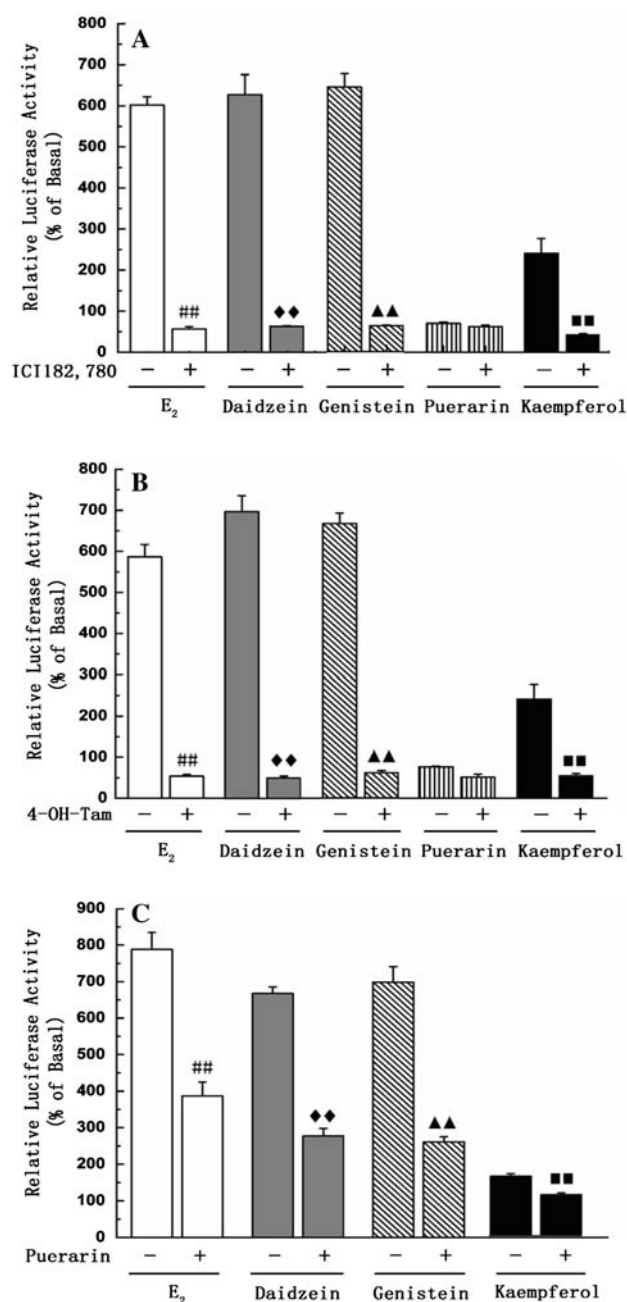 A
Relative Luciferase Activity
(% of Basal)
800
700
600
500
400
300
200
100
0
## ♦♦ ▲▲ ■■
ICI182,780 − + − + − + − + − +
E₂ Daidzein Genistein Puerarin Kaempferol
B
Relative Luciferase Activity
(% of Basal)
800
700
600
500
400
300
200
100
0
## ♦♦ ▲▲ ■■
4-OH-Tam − + − + − + − + − +
E₂ Daidzein Genistein Puerarin Kaempferol
C
Relative Luciferase Activity
(% of Basal)
900
800
700
600
500
400
300
200
100
0
## ♦♦ ▲▲ ■■
Puerarin − + − + − + − +
E₂ Daidzein Genistein Kaempferol